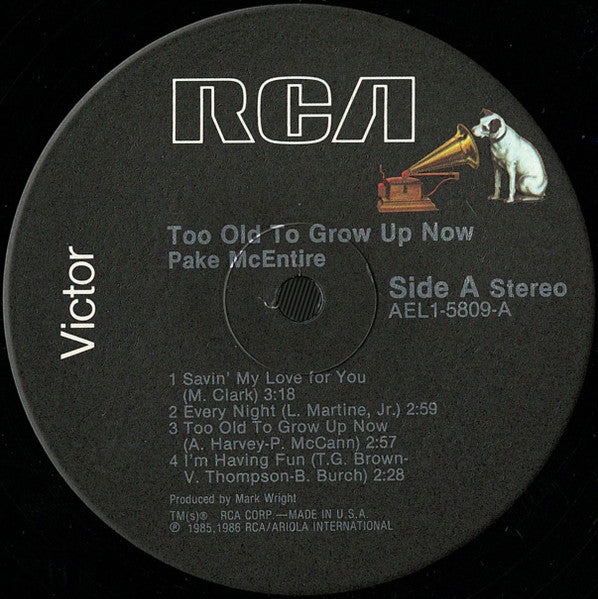 RCA
Victor
Too Old To Grow Up Now
Pake McEntire
Side A Stereo
AEL1-5809-A
1 Savin' My Love for You
(M. Clark) 3:18
2 Every Night (L. Martine, Jr.) 2:59
3 Too Old To Grow Up Now
(A. Harvey-P. McCann) 2:57
4 I'm Having Fun (T.G. Brown-
V. Thompson-B. Burch) 2:28
Produced by Mark Wright
TM(s)® RCA CORP.—MADE IN U.S.A.
℗ 1985,1986 RCA/ARIOLA INTERNATIONAL